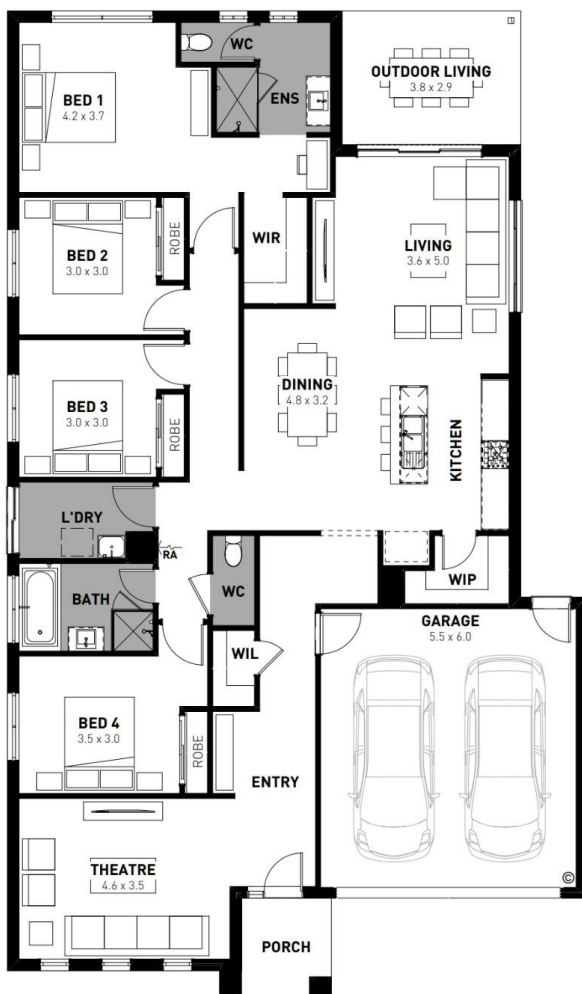 WC
ENS
BED 1
4.2 x 3.7
OUTDOOR LIVING
3.8 x 2.9
BED 2
3.0 x 3.0
ROBE
WIR
LIVING
3.6 x 5.0
BED 3
3.0 x 3.0
ROBE
DINING
4.8 x 3.2
KITCHEN
L'DRY
RA
BATH
WC
WIP
WIL
GARAGE
5.5 x 6.0
BED 4
3.5 x 3.0
ROBE
ENTRY
THEATRE
4.6 x 3.5
©
PORCH